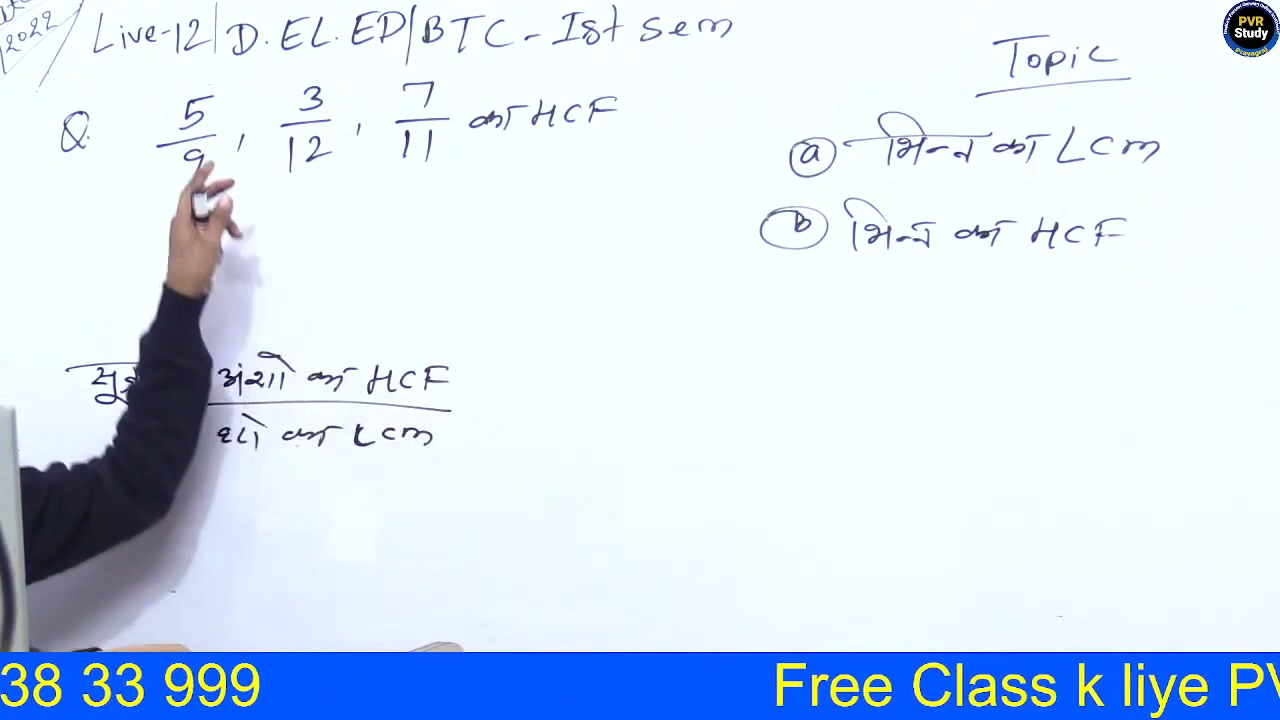 2022
Live-12 | D.EL.ED | BTC - Ist Sem
Q. 5/9, 3/12, 7/11 का HCF
Topic
(a) भिन्न का LCM
(b) भिन्न का HCF
अंशो का HCF
का LCM
PVR
Study
Prayagraj
38 33 999
Free Class k liye PV